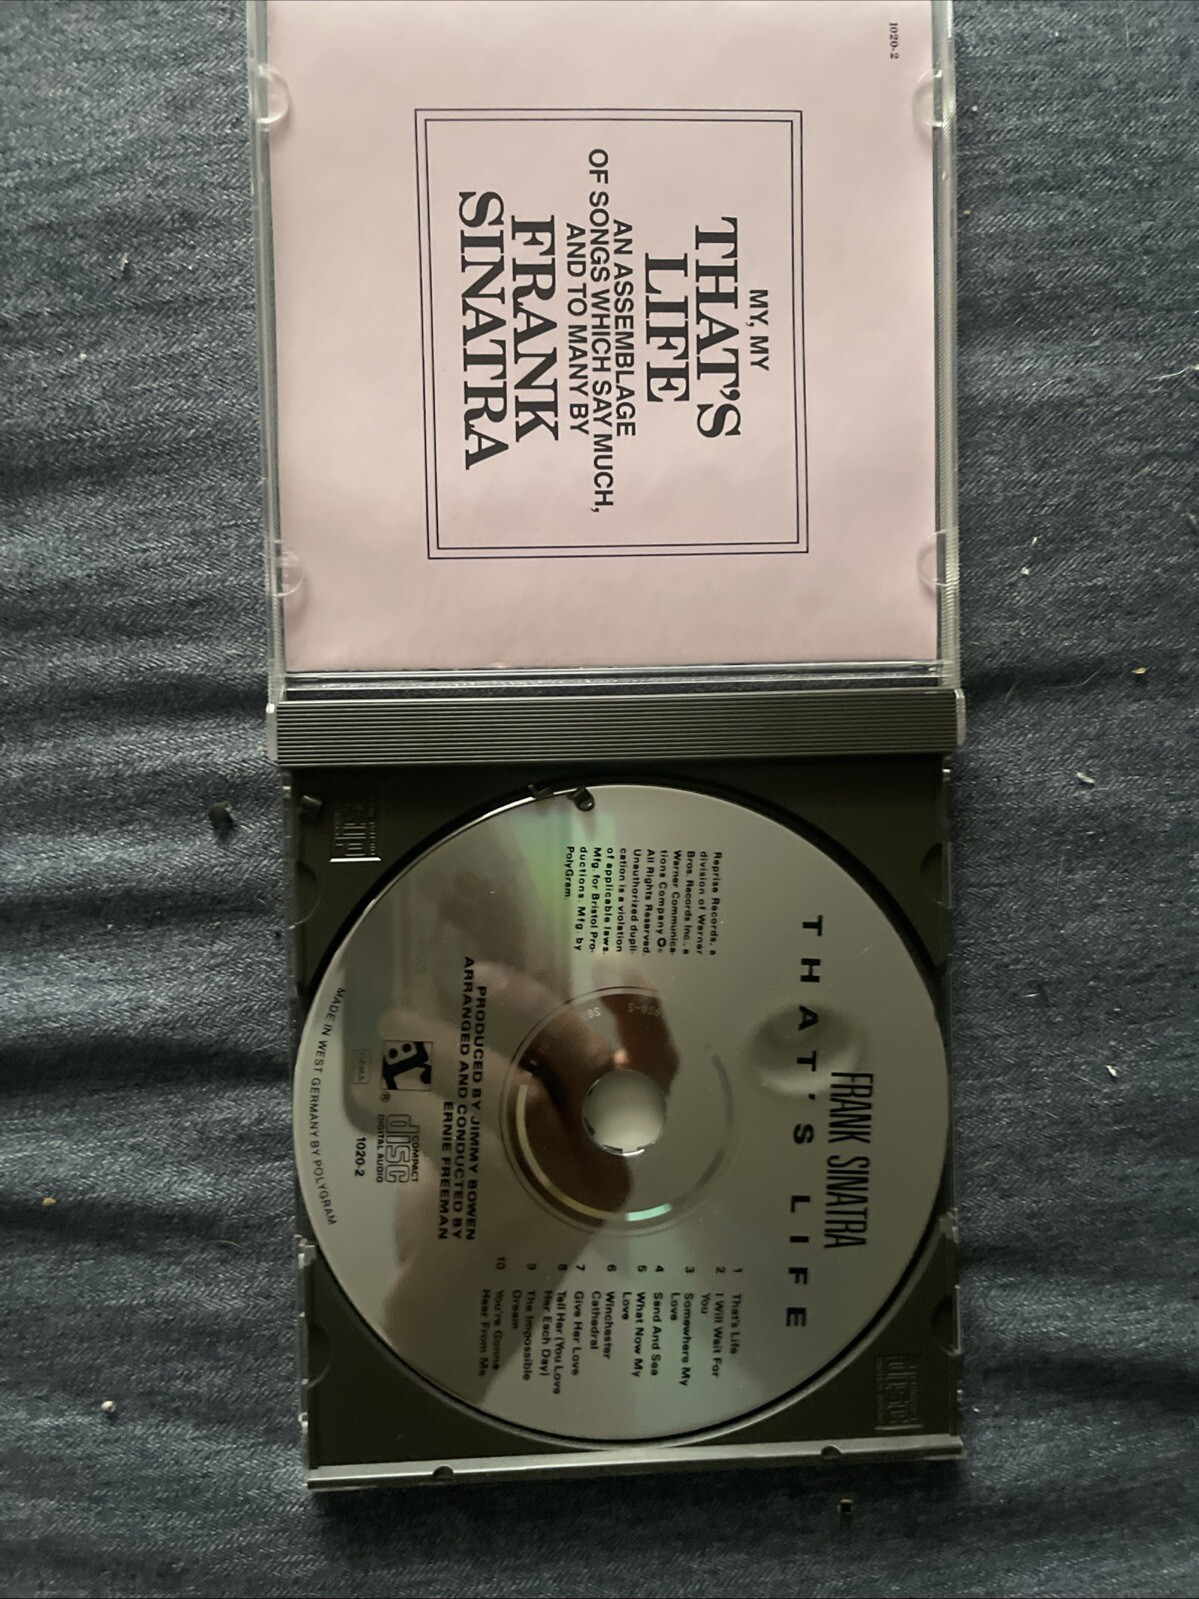 1020-2
MY, MY
THAT'S
LIFE
AN ASSEMBLAGE
OF SONGS WHICH SAY MUCH,
AND TO MANY BY
FRANK
SINATRA
FRANK SINATRA
THAT'S LIFE
Reprise Records, a
division of Warner
Bros. Records Inc., a
Warner Communica-
tions Company
All Rights Reserved.
Unauthorized dupli-
cation is a violation
of applicable laws.
Mfg. for Bristol Pro-
ductions. Mfg. by
PolyGram.
1 That's Life
2 I Will Wait For
You
3 Somewhere My
Love
4 Sand And Sea
5 What Now My
Love
6 Winchester
Cathedral
7 Give Her Love
8 Tell Her (You Love
Her Each Day)
9 The Impossible
Dream
10 You're Gonna
Hear From Me
PRODUCED BY JIMMY BOWEN
ARRANGED AND CONDUCTED BY
ERNIE FREEMAN
r:
®
GEMA
COMPACT
disc
DIGITAL AUDIO
1020-2
MADE IN WEST GERMANY BY POLYGRAM